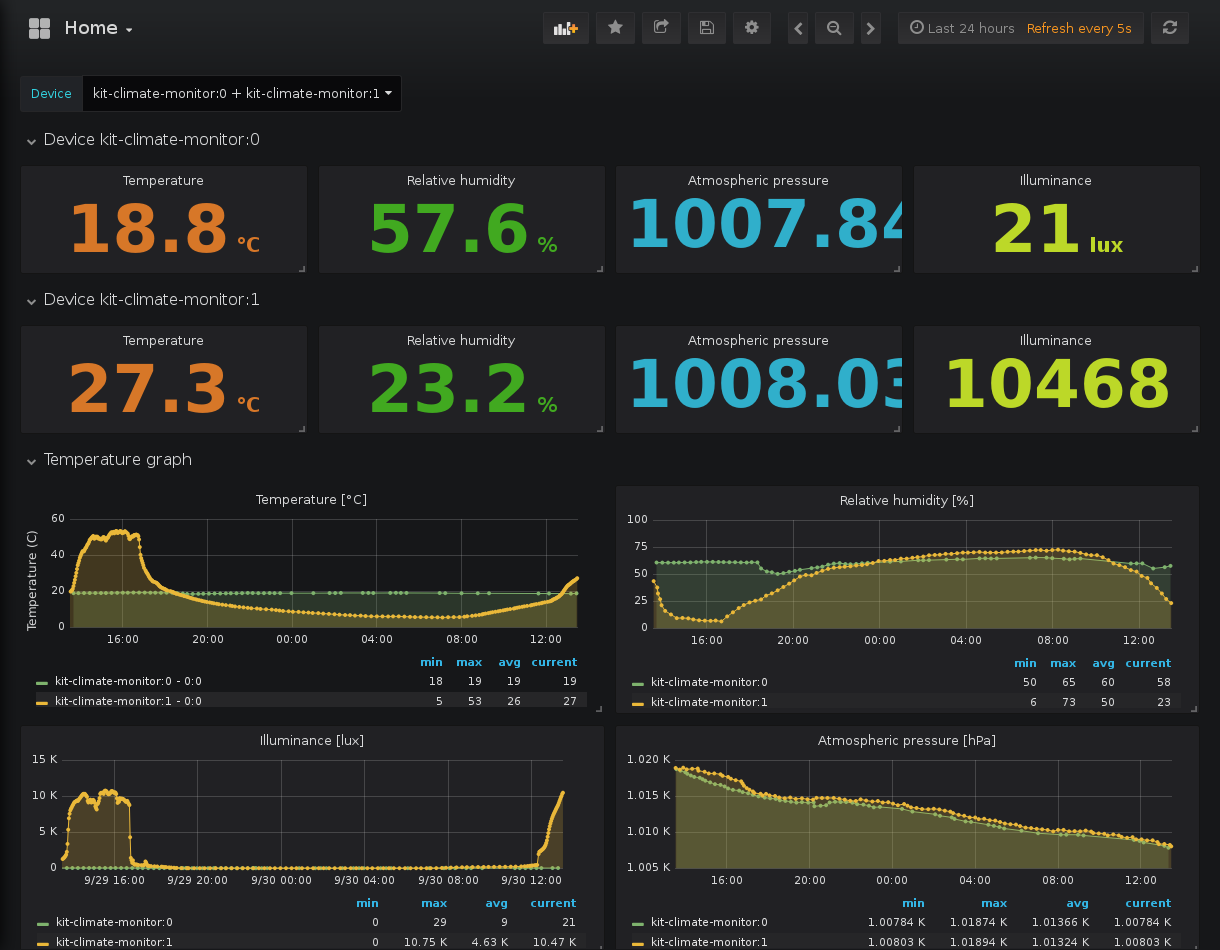 Home
Last 24 hours Refresh every 5s
Device kit-climate-monitor:0 + kit-climate-monitor:1
Device kit-climate-monitor:0
Temperature Relative humidity Atmospheric pressure Illuminance
18.8 °C 57.6 % 1007.84 21 lux
Device kit-climate-monitor:1
Temperature Relative humidity Atmospheric pressure Illuminance
27.3 °C 23.2 % 1008.03 10468
Temperature graph
Temperature [°C]
Temperature (C)
60
40
20
0
16:00 20:00 00:00 04:00 08:00 12:00
min max avg current
kit-climate-monitor:0 - 0:0 18 19 19 19
kit-climate-monitor:1 - 0:0 5 53 26 27
Relative humidity [%]
100
75
50
25
0
16:00 20:00 00:00 04:00 08:00 12:00
min max avg current
kit-climate-monitor:0 50 65 60 58
kit-climate-monitor:1 6 73 50 23
Illuminance [lux]
15 K
10 K
5 K
0
9/29 16:00 9/29 20:00 9/30 00:00 9/30 04:00 9/30 08:00 9/30 12:00
min max avg current
kit-climate-monitor:0 0 29 9 21
kit-climate-monitor:1 0 10.75 K 4.63 K 10.47 K
Atmospheric pressure [hPa]
1.020 K
1.015 K
1.010 K
1.005 K
16:00 20:00 00:00 04:00 08:00 12:00
min max avg current
kit-climate-monitor:0 1.00784 K 1.01874 K 1.01366 K 1.00784 K
kit-climate-monitor:1 1.00803 K 1.01894 K 1.01324 K 1.00803 K